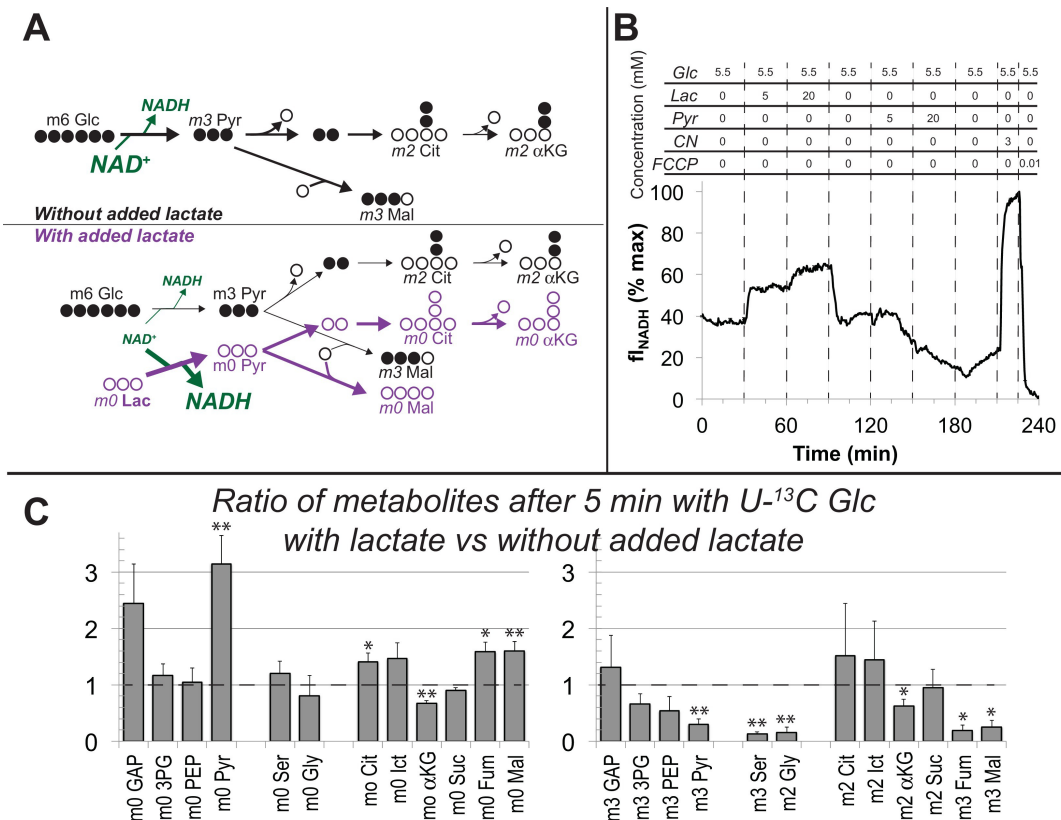 A
NADH
m6 Glc
m3 Pyr
NAD+
m2 Cit
m2 αKG
m3 Mal
Without added lactate
With added lactate
NADH
m6 Glc
m3 Pyr
m2 Cit
m2 αKG
NAD+
m0 Pyr
m0 Cit
m0 αKG
m3 Mal
m0 Lac
NADH
m0 Mal
B
Concentration (mM)
Glc 5.5 5.5 5.5 5.5 5.5 5.5 5.5 5.5 5.5
Lac 0 5 20 0 0 0 0 0 0
Pyr 0 0 0 0 5 20 0 0 0
CN 0 0 0 0 0 0 0 3 0
FCCP 0 0 0 0 0 0 0 0 0.01
flNADH (% max)
100
80
60
40
20
0
0 60 120 180 240
Time (min)
C
Ratio of metabolites after 5 min with U-13C Glc
with lactate vs without added lactate
3
2
1
0
** * ** * **
m0 GAP
m0 3PG
m0 PEP
m0 Pyr
m0 Ser
m0 Gly
mo Cit
m0 Ict
mo αKG
m0 Suc
m0 Fum
m0 Mal
3
2
1
0
** ** ** * * *
m3 GAP
m3 3PG
m3 PEP
m3 Pyr
m3 Ser
m2 Gly
m2 Cit
m2 Ict
m2 αKG
m2 Suc
m3 Fum
m3 Mal